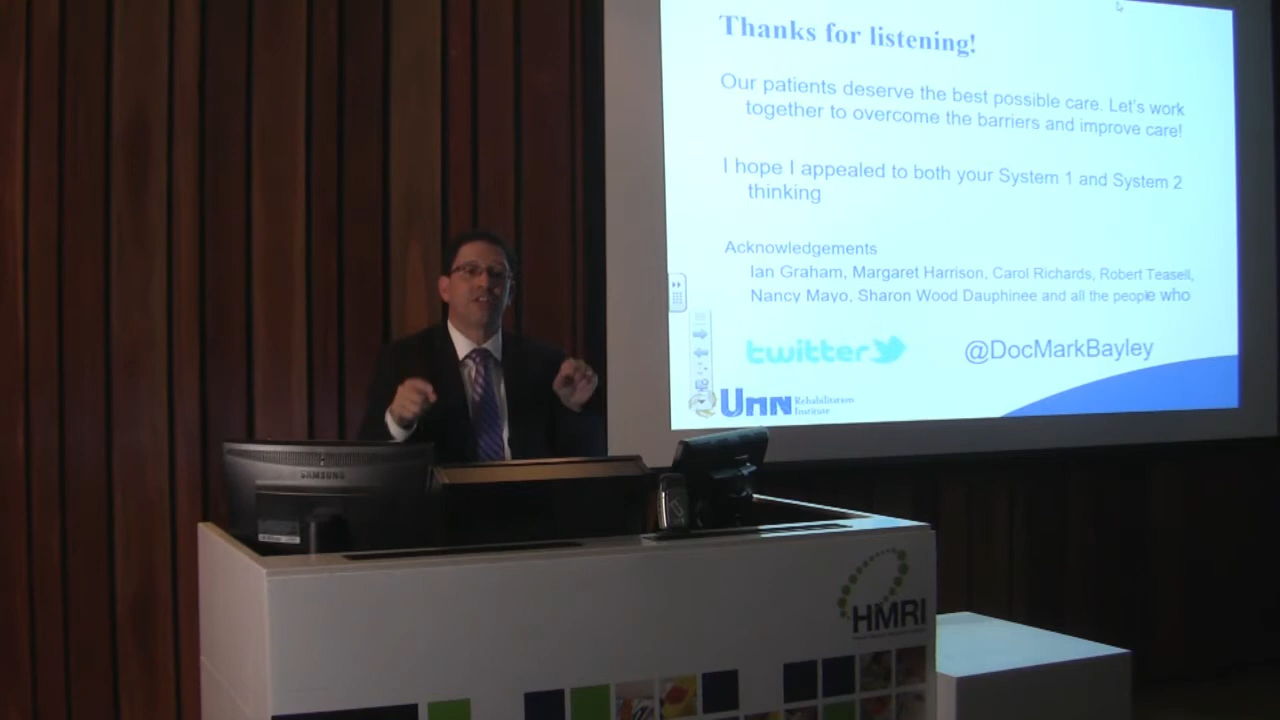 Thanks for listening!
Our patients deserve the best possible care. Let's work
together to overcome the barriers and improve care!
I hope I appealed to both your System 1 and System 2
thinking
Acknowledgements
Ian Graham, Margaret Harrison, Carol Richards, Robert Teasell,
Nancy Mayo, Sharon Wood Dauphinee and all the people who
twitter
@DocMarkBayley
Rehabilitation
Institute
SAMSUNG
HMRI